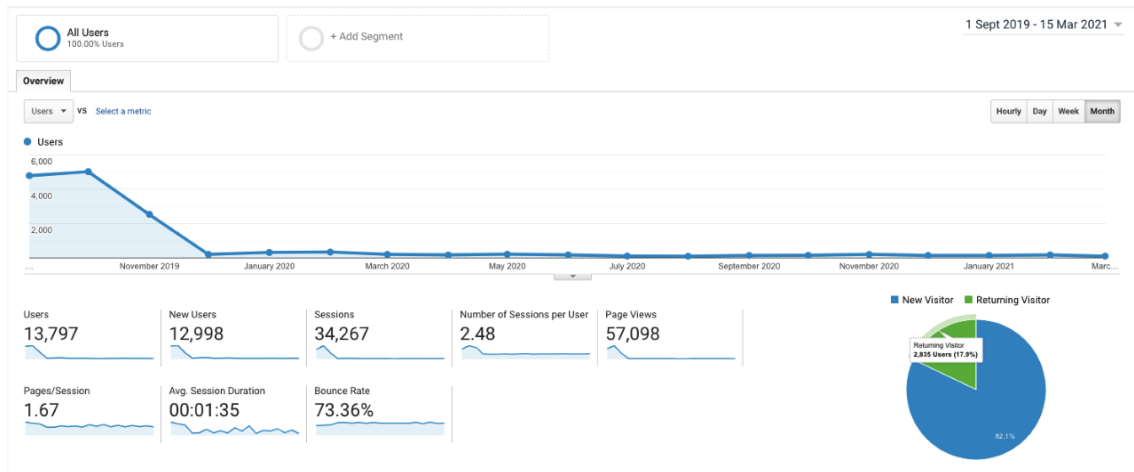 All Users
100.00% Users
+ Add Segment
1 Sept 2019 - 15 Mar 2021
Overview
Users VS Select a metric
Hourly Day Week Month
Users
6,000
4,000
2,000
... November 2019 January 2020 March 2020 May 2020 July 2020 September 2020 November 2020 January 2021 Marc...
New Visitor Returning Visitor
Users New Users Sessions Number of Sessions per User Page Views
13,797 12,998 34,267 2.48 57,098
Returning Visitor
2,835 Users (17.9%)
Pages/Session Avg. Session Duration Bounce Rate
1.67 00:01:35 73.36%
82.1%